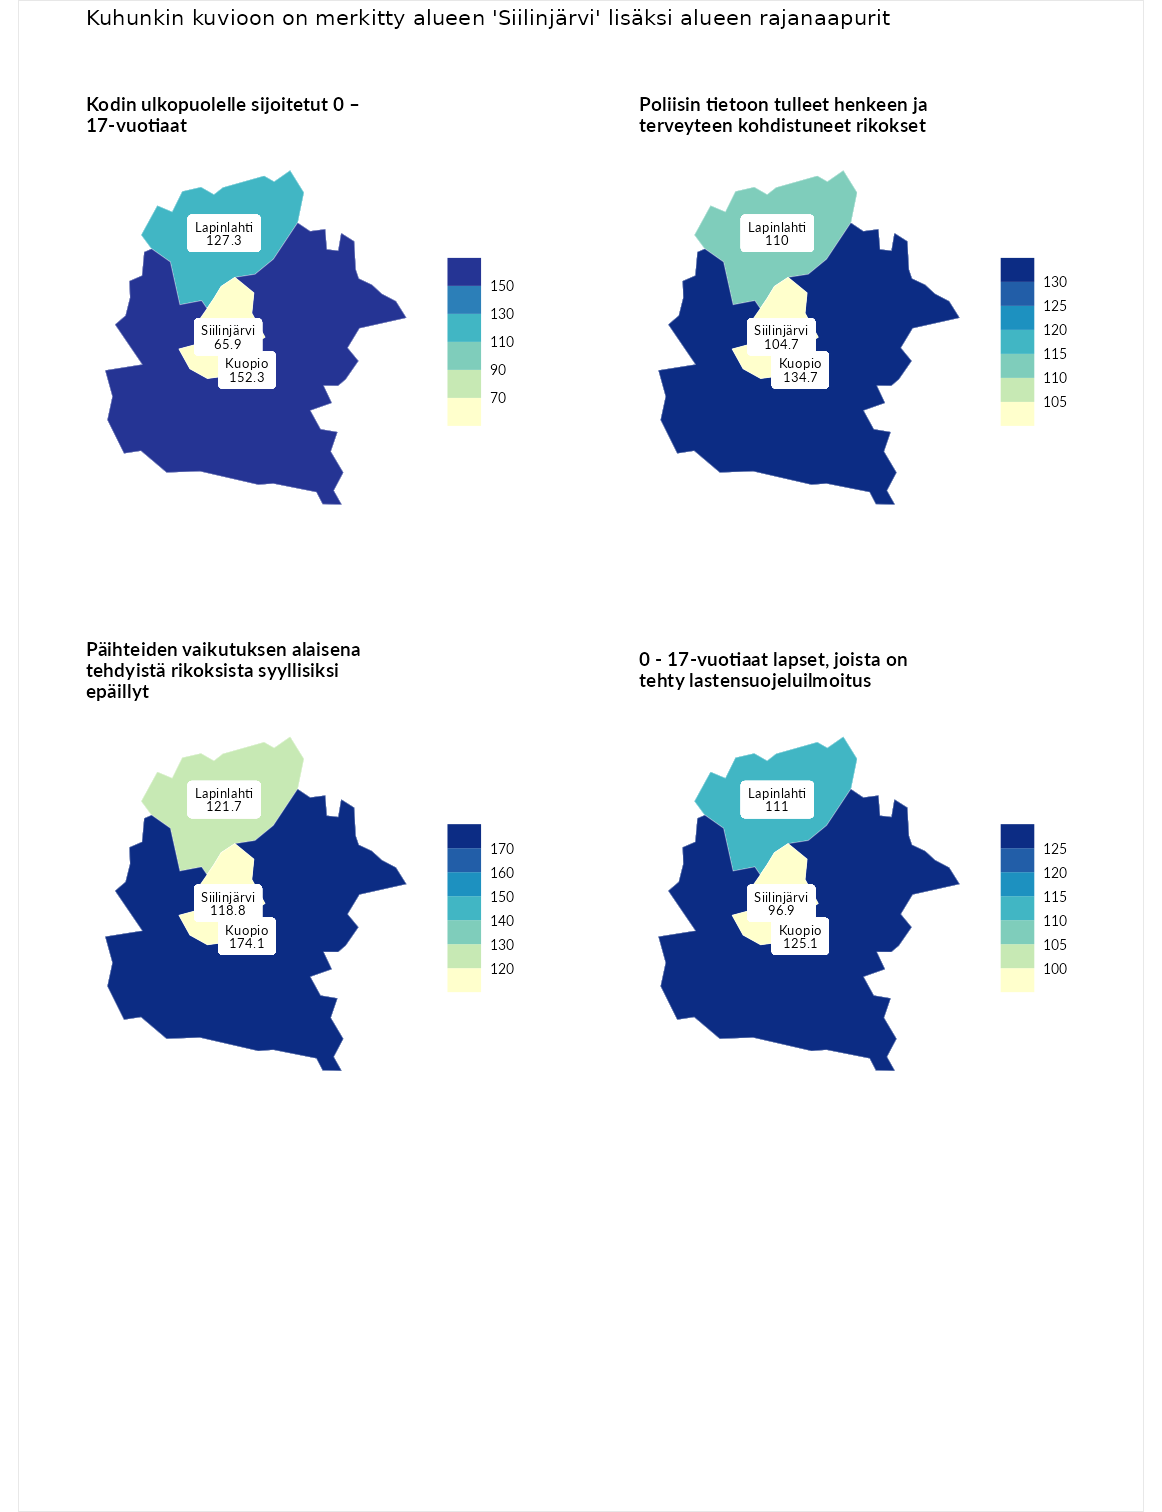 Kuhunkin kuvioon on merkitty alueen 'Siilinjärvi' lisäksi alueen rajanaapurit
Kodin ulkopuolelle sijoitetut 0 –
17-vuotiaat
Lapinlahti
127.3
Siilinjärvi
65.9
Kuopio
152.3
150
130
110
90
70
Poliisin tietoon tulleet henkeen ja
terveyteen kohdistuneet rikokset
Lapinlahti
110
Siilinjärvi
104.7
Kuopio
134.7
130
125
120
115
110
105
Päihteiden vaikutuksen alaisena
tehdyistä rikoksista syyllisiksi
epäillyt
Lapinlahti
121.7
Siilinjärvi
118.8
Kuopio
174.1
170
160
150
140
130
120
0 - 17-vuotiaat lapset, joista on
tehty lastensuojeluilmoitus
Lapinlahti
111
Siilinjärvi
96.9
Kuopio
125.1
125
120
115
110
105
100